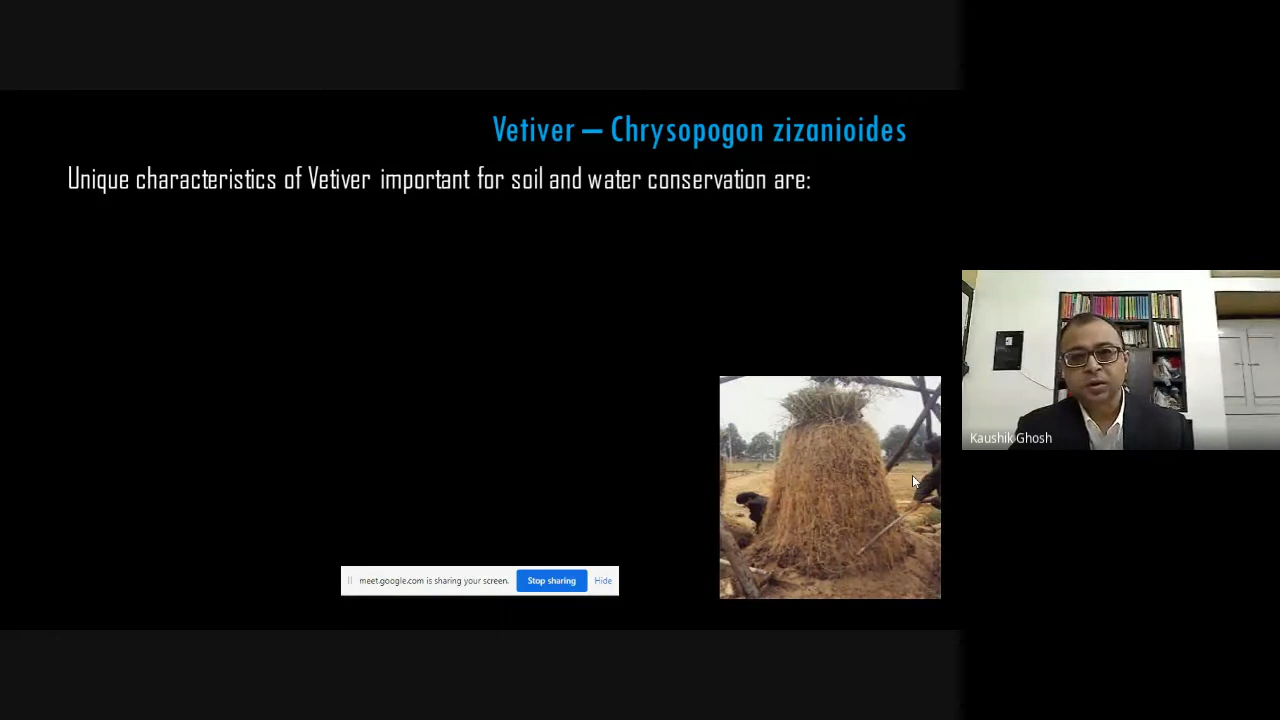 Vetiver – Chrysopogon zizanioides
Unique characteristics of Vetiver important for soil and water conservation are:
Kaushik Ghosh
meet.google.com is sharing your screen.
Stop sharing
Hide